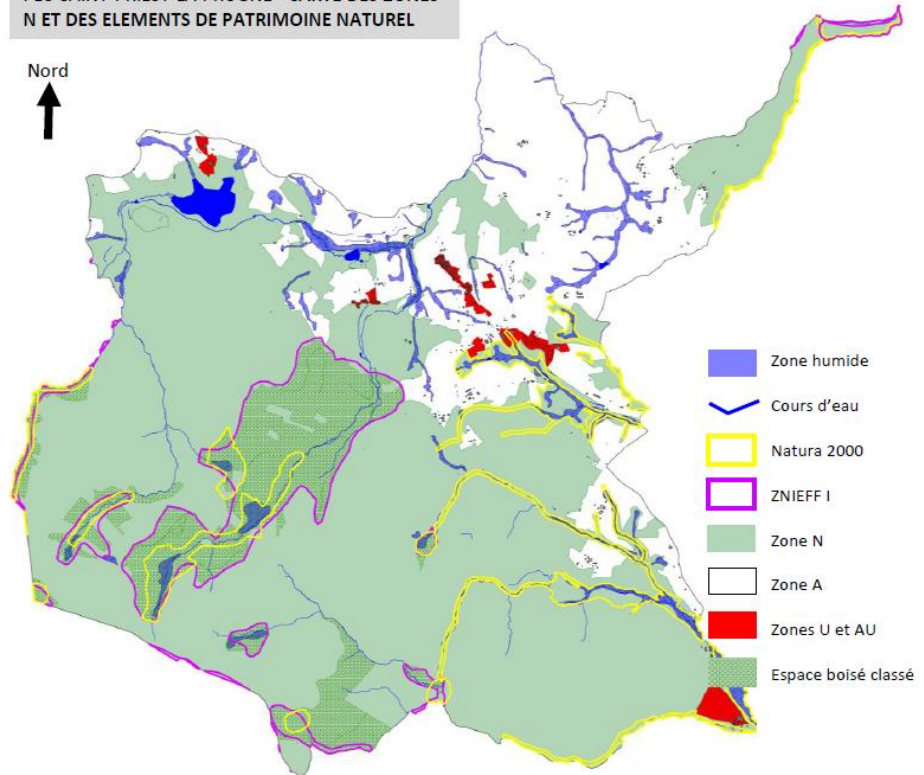 N ET DES ELEMENTS DE PATRIMOINE NATUREL
Nord
Zone humide
Cours d'eau
Natura 2000
ZNIEFF I
Zone N
Zone A
Zones U et AU
Espace boisé classé